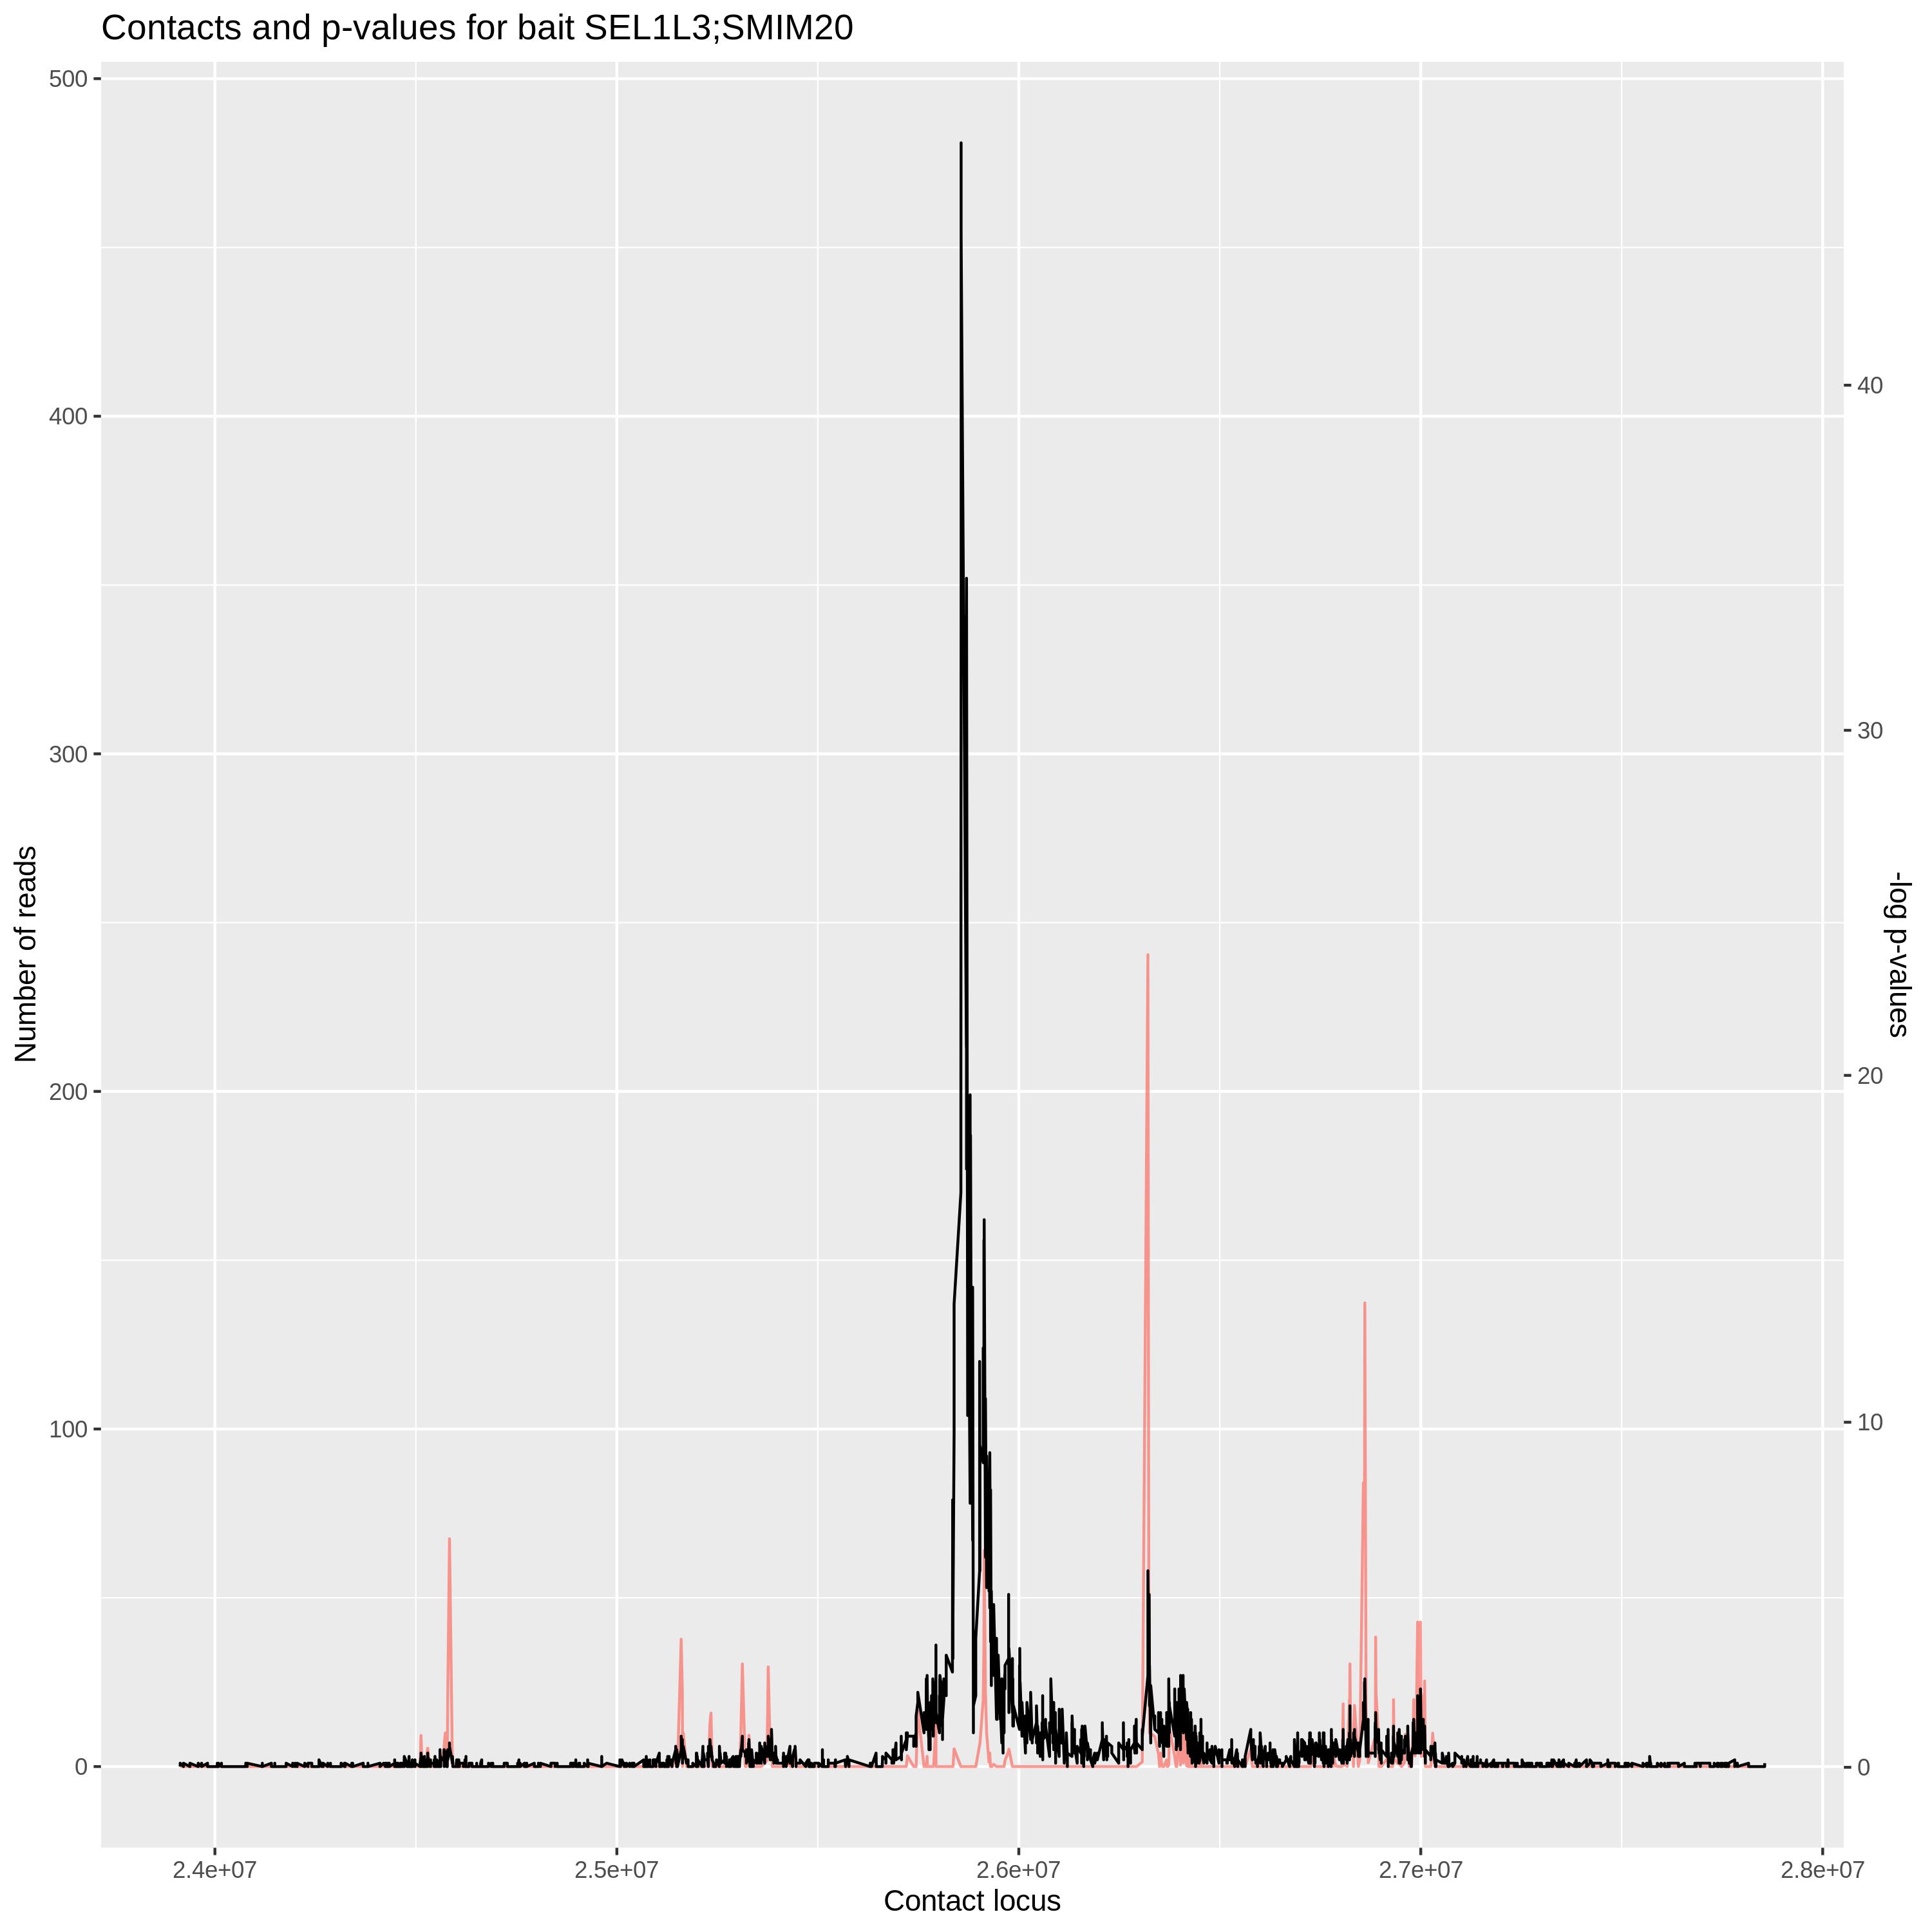 Contacts and p-values for bait SEL1L3;SMIM20
500
400
300
200
100
0
Number of reads
40
30
20
10
0
-log p-values
2.4e+07 2.5e+07 2.6e+07 2.7e+07 2.8e+07
Contact locus